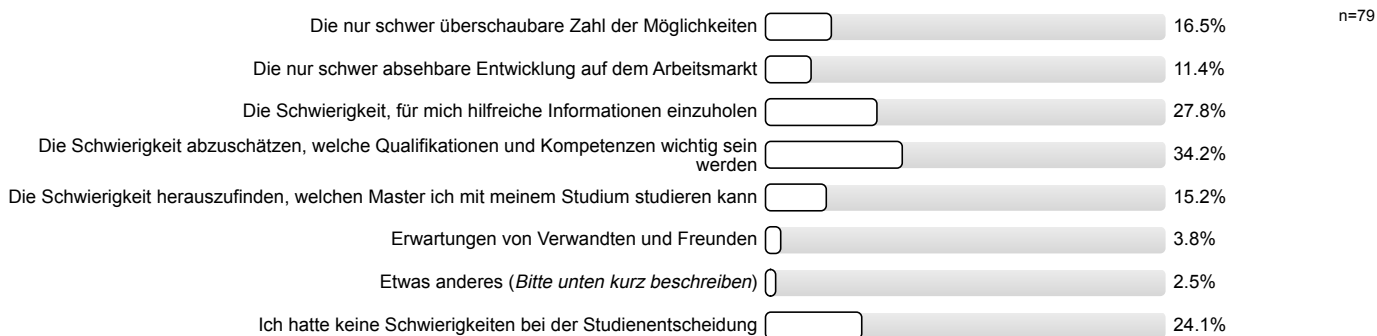 Die nur schwer überschaubare Zahl der Möglichkeiten 16.5% n=79
Die nur schwer absehbare Entwicklung auf dem Arbeitsmarkt 11.4%
Die Schwierigkeit, für mich hilfreiche Informationen einzuholen 27.8%
Die Schwierigkeit abzuschätzen, welche Qualifikationen und Kompetenzen wichtig sein
werden 34.2%
Die Schwierigkeit herauszufinden, welchen Master ich mit meinem Studium studieren kann 15.2%
Erwartungen von Verwandten und Freunden 3.8%
Etwas anderes (Bitte unten kurz beschreiben) 2.5%
Ich hatte keine Schwierigkeiten bei der Studienentscheidung 24.1%